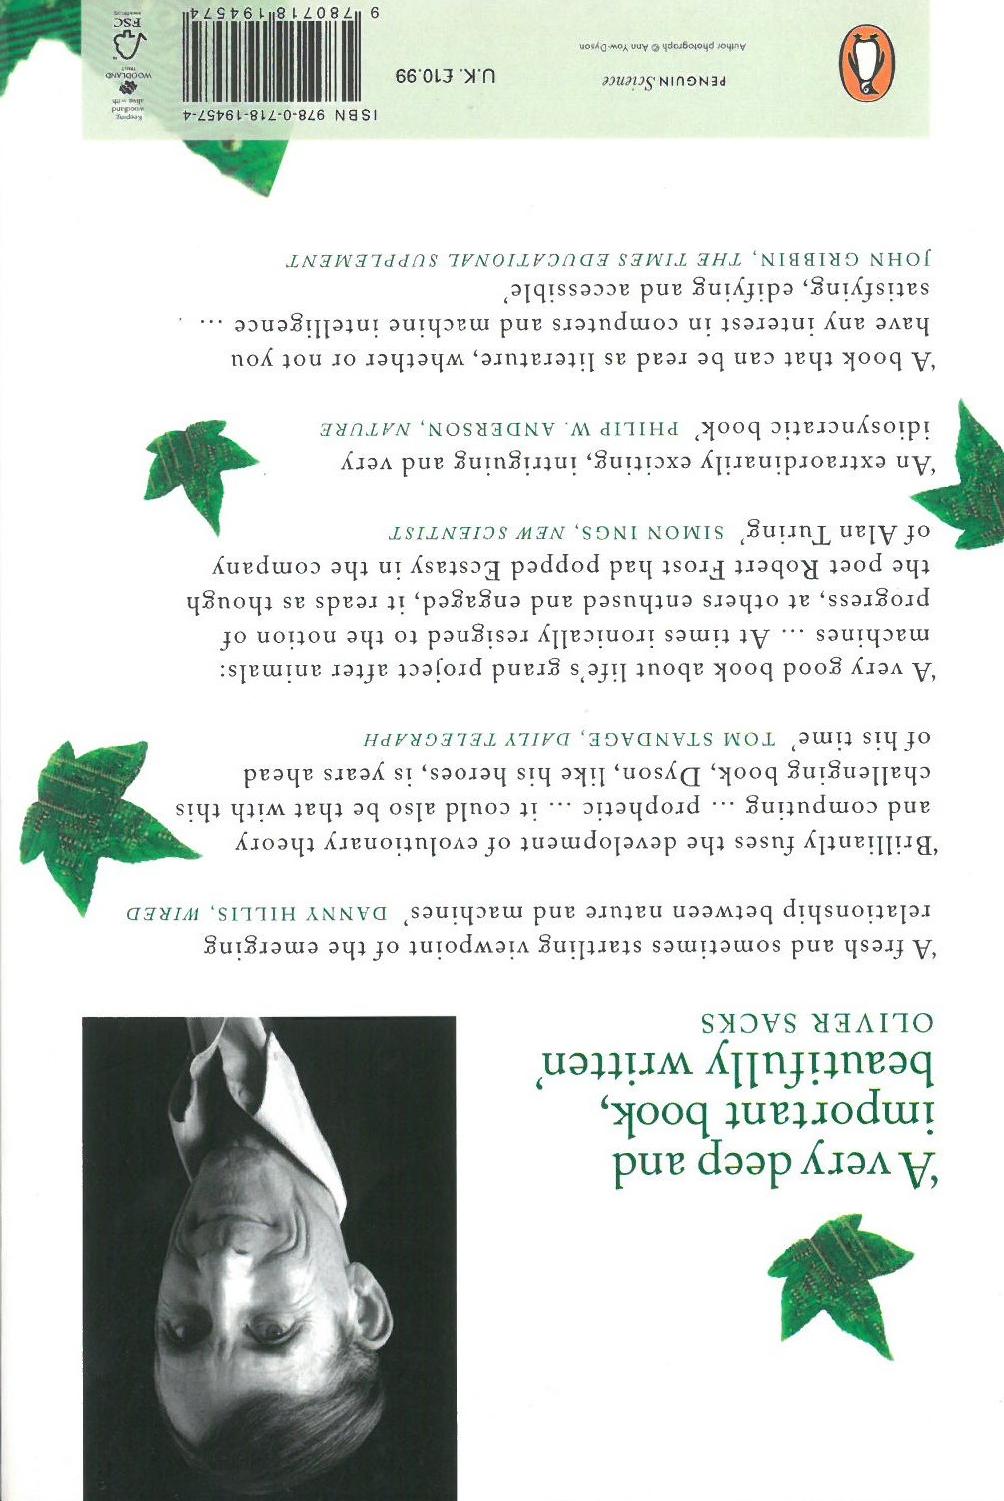 ‘A very deep and
important book,
beautifully written’
OLIVER SACKS
‘A fresh and sometimes startling viewpoint of the emerging
relationship between nature and machines’ DANNY HILLIS, WIRED
‘Brilliantly fuses the development of evolutionary theory
and computing ... prophetic ... it could also be that with this
challenging book, Dyson, like his heroes, is years ahead
of his time’ TOM STANDAGE, DAILY TELEGRAPH
‘A very good book about life’s grand project after animals:
machines ... At times ironically resigned to the notion of
progress, at others enthused and engaged, it reads as though
the poet Robert Frost had popped Ecstasy in the company
of Alan Turing’ SIMON INGS, NEW SCIENTIST
‘An extraordinarily exciting, intriguing and very
idiosyncratic book’ PHILIP W. ANDERSON, NATURE
‘A book that can be read as literature, whether or not you
have any interest in computers and machine intelligence ...
satisfying, edifying and accessible’
JOHN GRIBBIN, THE TIMES EDUCATIONAL SUPPLEMENT
PENGUIN Science
Author photograph © Ann Yow-Dyson
U.K. £10.99
ISBN 978-0-718-19457-4
9 780718 194574
Keeping
woodland
alive with
WOODLAND
TRUST
FSC